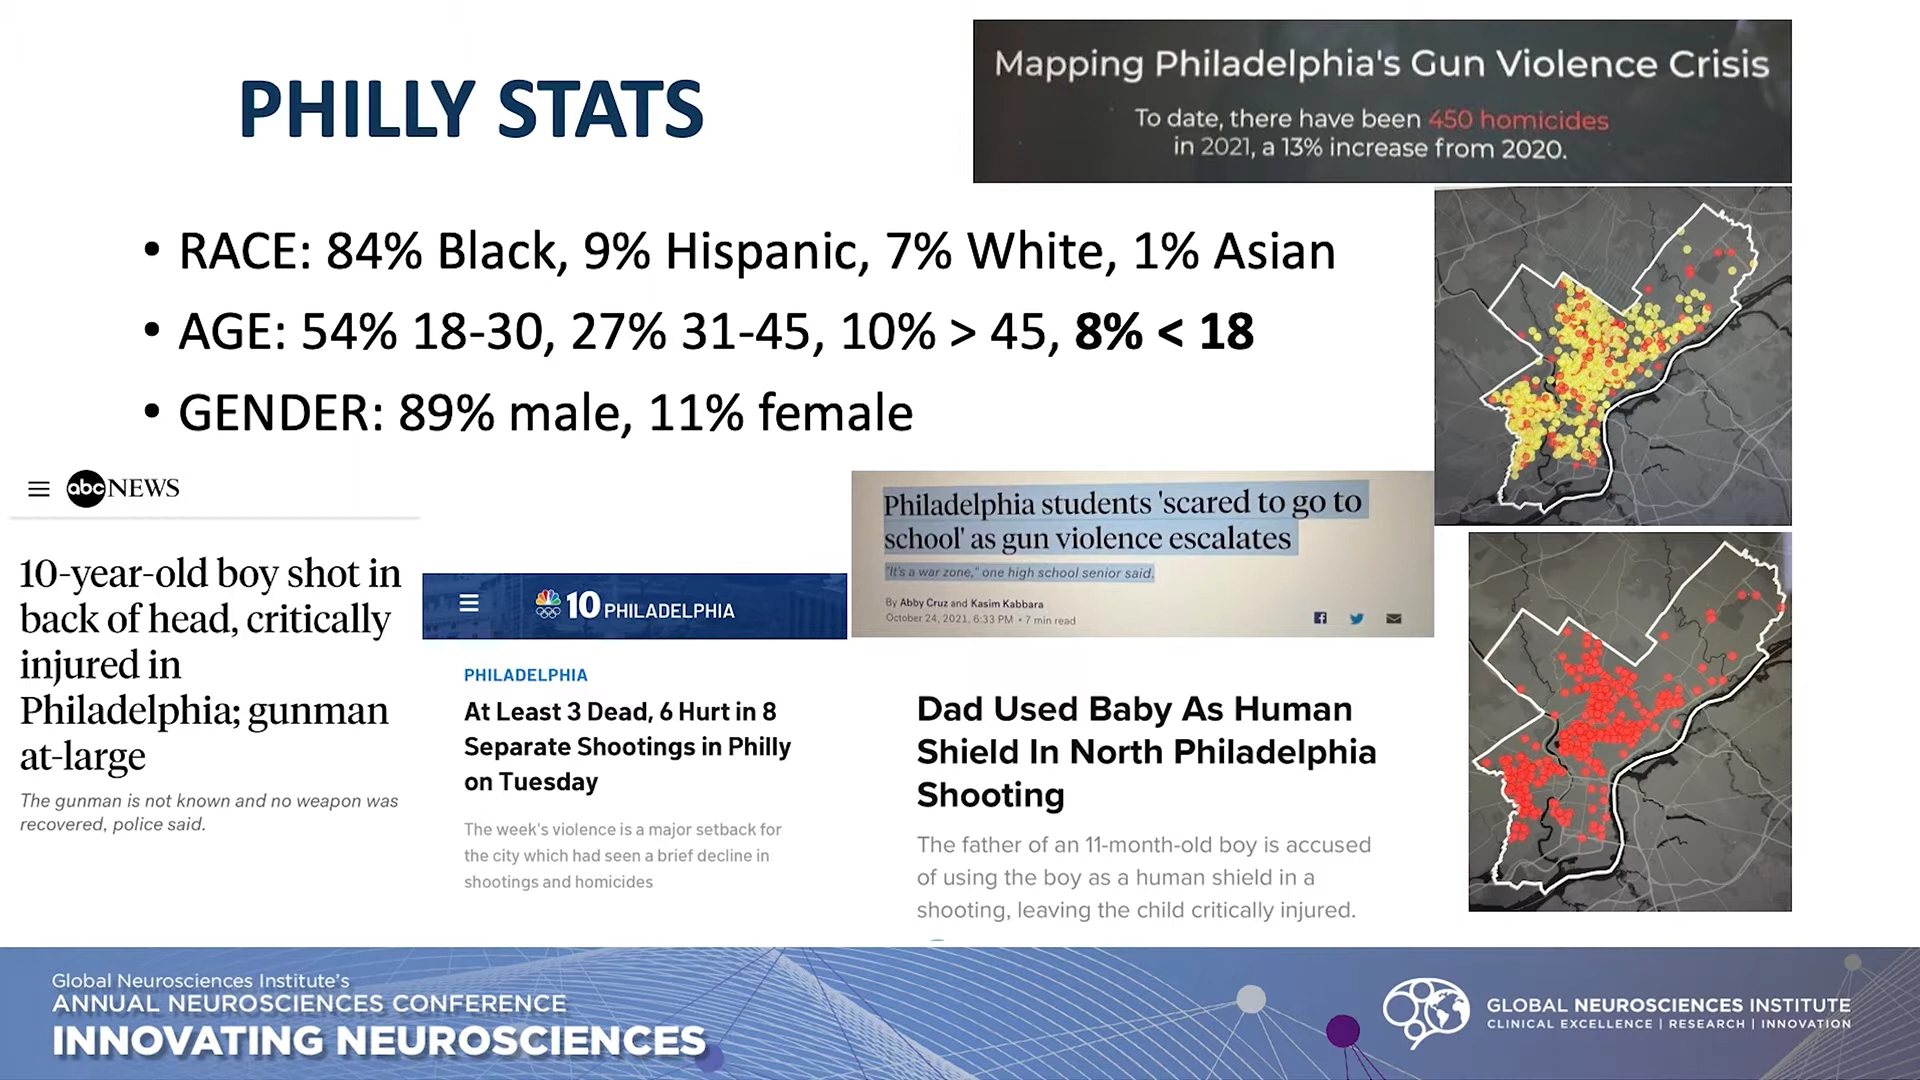 PHILLY STATS
Mapping Philadelphia's Gun Violence Crisis
To date, there have been 450 homicides
in 2021, a 13% increase from 2020.
• RACE: 84% Black, 9% Hispanic, 7% White, 1% Asian
• AGE: 54% 18-30, 27% 31-45, 10% > 45, 8% < 18
• GENDER: 89% male, 11% female
abc NEWS
10-year-old boy shot in
back of head, critically
injured in
Philadelphia; gunman
at-large
The gunman is not known and no weapon was
recovered, police said.
10 PHILADELPHIA
PHILADELPHIA
At Least 3 Dead, 6 Hurt in 8
Separate Shootings in Philly
on Tuesday
The week's violence is a major setback for
the city which had seen a brief decline in
shootings and homicides
Philadelphia students 'scared to go to
school' as gun violence escalates
"It's a war zone," one high school senior said.
By Abby Cruz and Kasim Kabbara
October 24, 2021, 6:33 PM • 7 min read
Dad Used Baby As Human
Shield In North Philadelphia
Shooting
The father of an 11-month-old boy is accused
of using the boy as a human shield in a
shooting, leaving the child critically injured.
Global Neurosciences Institute's
ANNUAL NEUROSCIENCES CONFERENCE
INNOVATING NEUROSCIENCES
GLOBAL NEUROSCIENCES INSTITUTE
CLINICAL EXCELLENCE | RESEARCH | INNOVATION